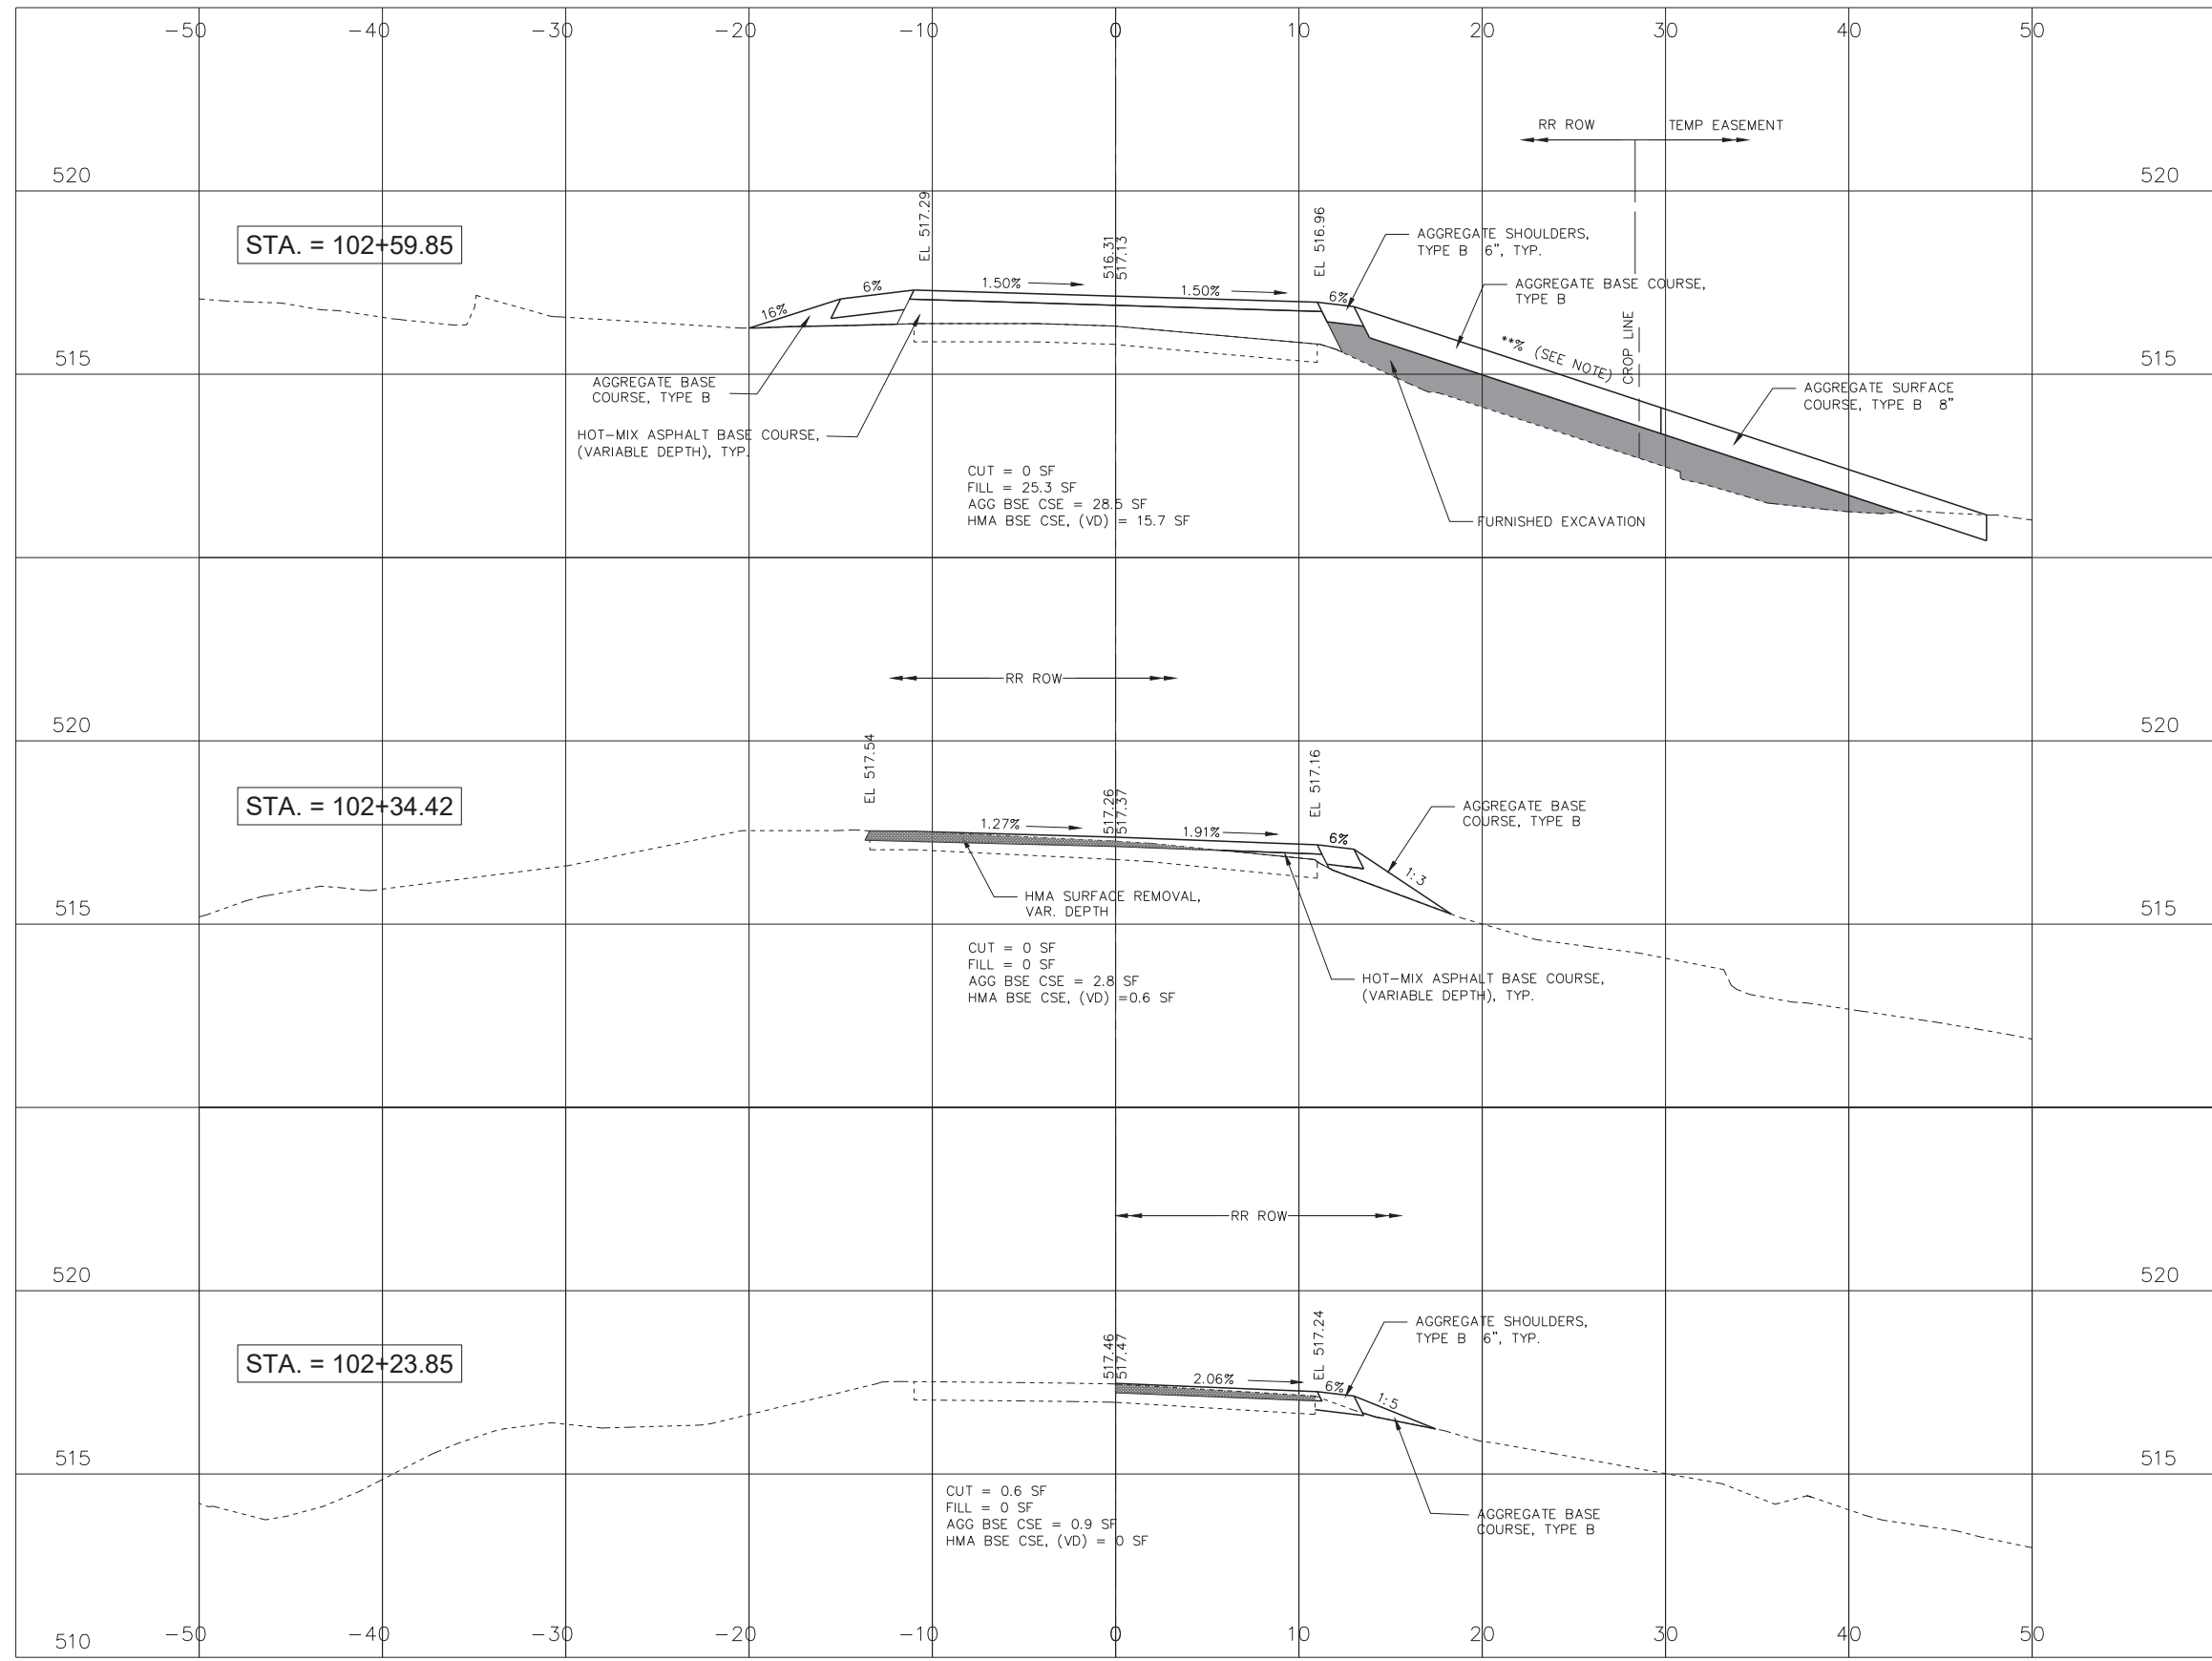 -50 -40 -30 -20 -10 0 10 20 30 40 50
RR ROW TEMP EASEMENT
520 520
STA. = 102+59.85
EL 517.29
516.31
517.13
EL 516.96
AGGREGATE SHOULDERS,
TYPE B 6", TYP.
AGGREGATE BASE COURSE,
TYPE B
16%
6%
1.50%
1.50%
6%
**% (SEE NOTE)
CROP LINE
515 515
AGGREGATE BASE
COURSE, TYPE B
AGGREGATE SURFACE
COURSE, TYPE B 8"
HOT-MIX ASPHALT BASE COURSE,
(VARIABLE DEPTH), TYP.
CUT = 0 SF
FILL = 25.3 SF
AGG BSE CSE = 28.5 SF
HMA BSE CSE, (VD) = 15.7 SF
FURNISHED EXCAVATION
RR ROW
520 520
STA. = 102+34.42
EL 517.54
517.26
517.37
EL 517.16
AGGREGATE BASE
COURSE, TYPE B
1.27%
1.91%
6%
1:3
HMA SURFACE REMOVAL,
VAR. DEPTH
515 515
CUT = 0 SF
FILL = 0 SF
AGG BSE CSE = 2.8 SF
HMA BSE CSE, (VD) =0.6 SF
HOT-MIX ASPHALT BASE COURSE,
(VARIABLE DEPTH), TYP.
RR ROW
520 520
STA. = 102+23.85
517.46
517.47
EL 517.24
AGGREGATE SHOULDERS,
TYPE B 6", TYP.
2.06%
6%
1:5
515 515
CUT = 0.6 SF
FILL = 0 SF
AGG BSE CSE = 0.9 SF
HMA BSE CSE, (VD) = 0 SF
AGGREGATE BASE
COURSE, TYPE B
510 -50 -40 -30 -20 -10 0 10 20 30 40 50